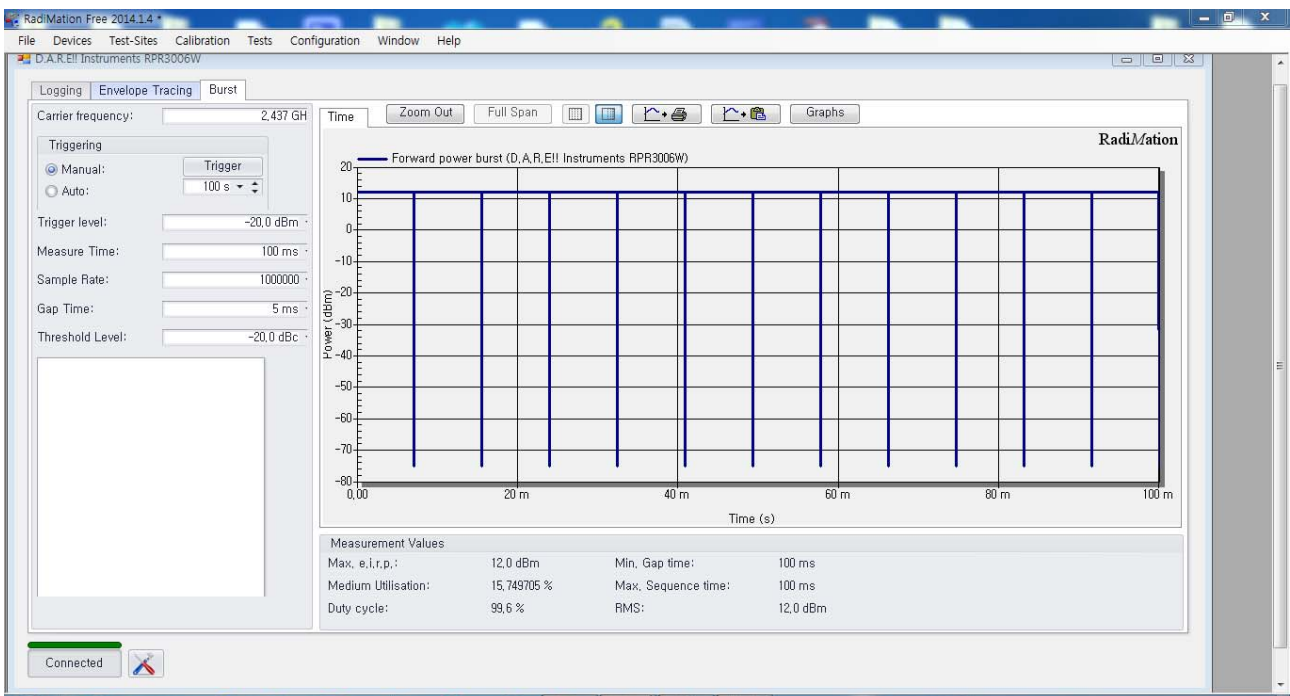 RadiMation Free 2014.1.4 *
File Devices Test-Sites Calibration Tests Configuration Window Help
D.A.R.E!! Instruments RPR3006W
Logging Envelope Tracing Burst
Carrier frequency: 2,437 GH
Triggering
Manual: Trigger
Auto: 100 s
Trigger level: -20,0 dBm
Measure Time: 100 ms
Sample Rate: 1000000
Gap Time: 5 ms
Threshold Level: -20,0 dBc
Time Zoom Out Full Span Graphs
RadiMation
Forward power burst (D,A,R,E!! Instruments RPR3006W)
20
10
0
-10
-20
-30
-40
-50
-60
-70
-80
Power (dBm)
0,00 20 m 40 m 60 m 80 m 100 m
Time (s)
Measurement Values
Max, e,i,r,p,: 12,0 dBm Min, Gap time: 100 ms
Medium Utilisation: 15,749705 % Max, Sequence time: 100 ms
Duty cycle: 99,6 % RMS: 12,0 dBm
Connected